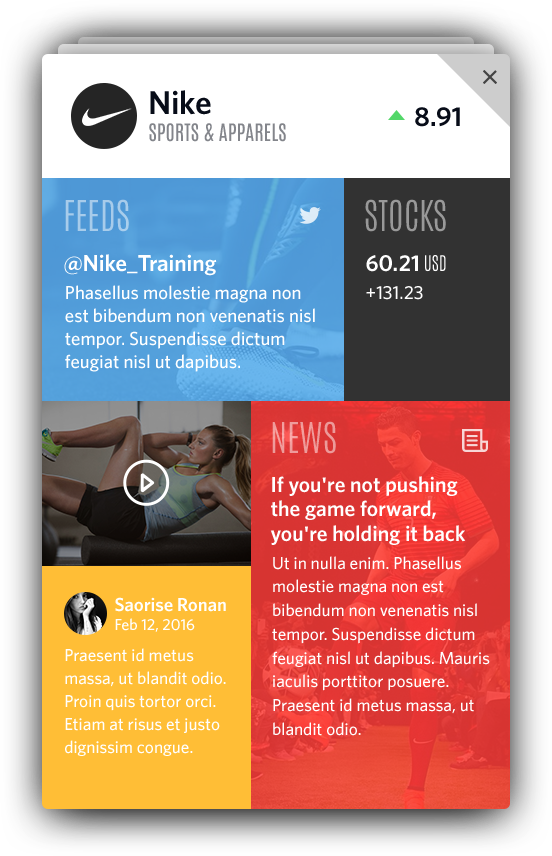 Nike
SPORTS & APPARELS
8.91
FEEDS
@Nike_Training
Phasellus molestie magna non
est bibendum non venenatis nisl
tempor. Suspendisse dictum
feugiat nisl ut dapibus.
STOCKS
60.21 USD
+131.23
Saorise Ronan
Feb 12, 2016
Praesent id metus
massa, ut blandit odio.
Proin quis tortor orci.
Etiam at risus et justo
dignissim congue.
NEWS
If you're not pushing
the game forward,
you're holding it back
Ut in nulla enim. Phasellus
molestie magna non est
bibendum non venenatis nisl
tempor. Suspendisse dictum
feugiat nisl ut dapibus. Mauris
iaculis porttitor posuere.
Praesent id metus massa, ut
blandit odio.